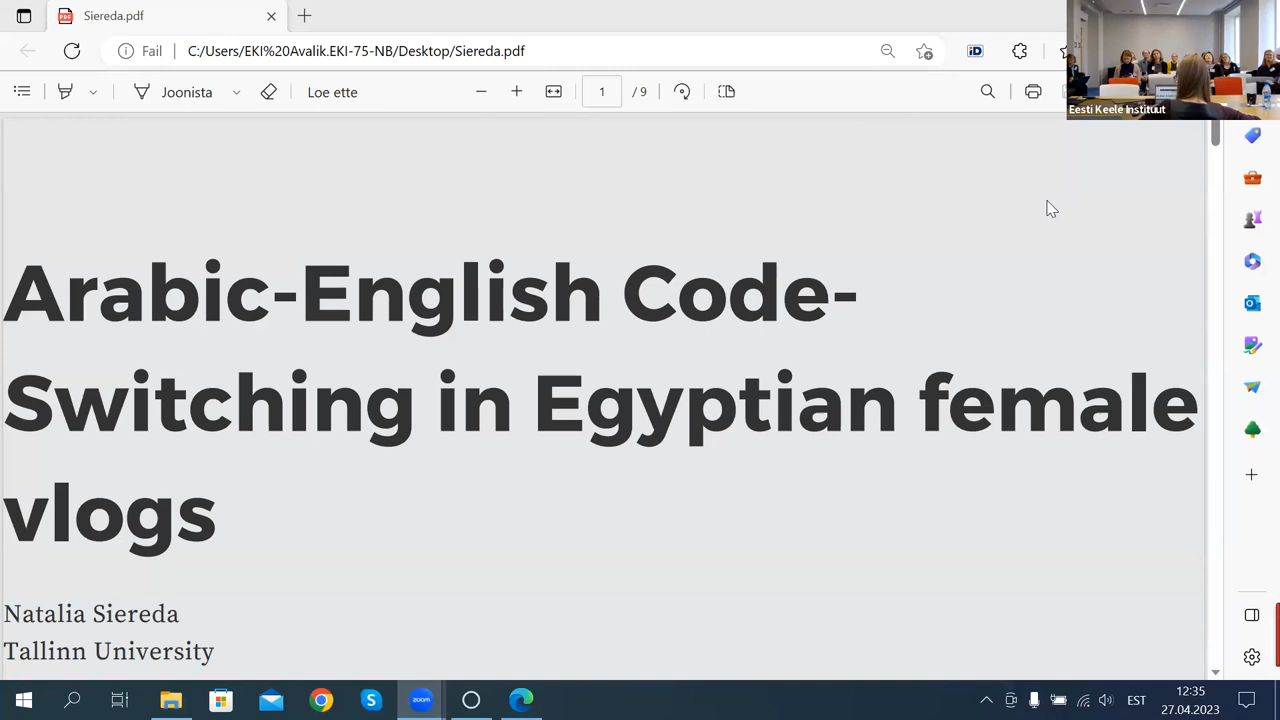 Siereda.pdf
Fail
C:/Users/EKI%20Avalik.EKI-75-NB/Desktop/Siereda.pdf
iD
Joonista
Loe ette
1 / 9
Eesti Keele Instituut
Arabic-English Code-
Switching in Egyptian female
vlogs
Natalia Siereda
Tallinn University
zoom
EST
12:35
27.04.2023